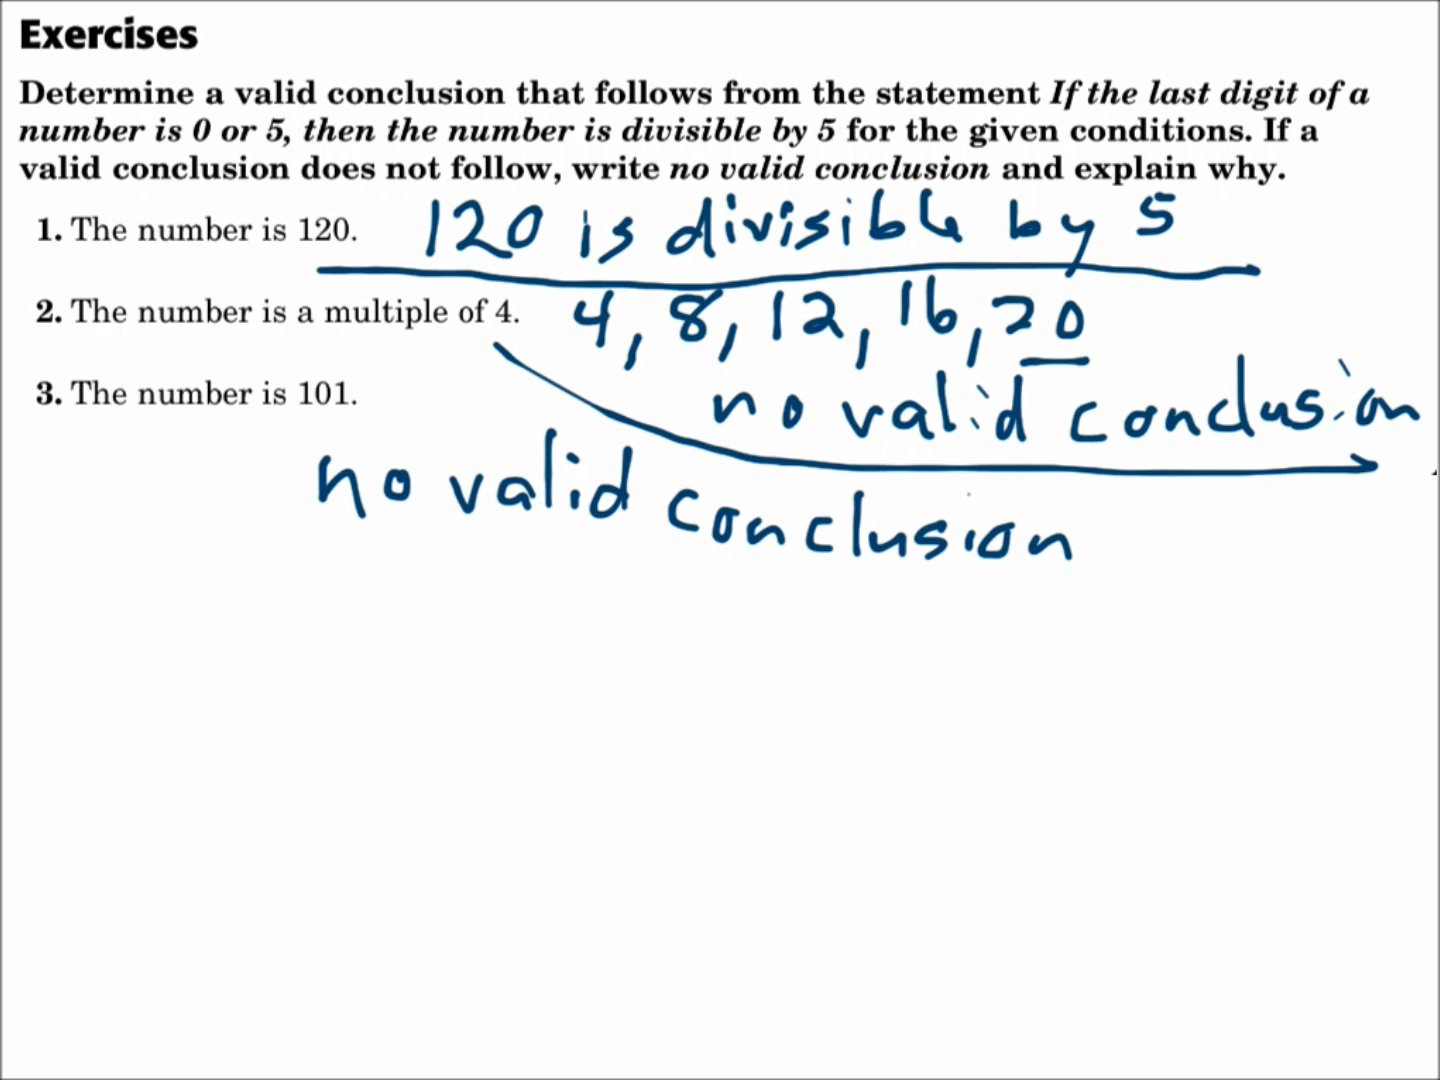 Exercises
Determine a valid conclusion that follows from the statement If the last digit of a
number is 0 or 5, then the number is divisible by 5 for the given conditions. If a
valid conclusion does not follow, write no valid conclusion and explain why.
1. The number is 120. 120 is divisible by 5
2. The number is a multiple of 4. 4, 8, 12, 16, 20
3. The number is 101. no valid conclusion
no valid conclusion